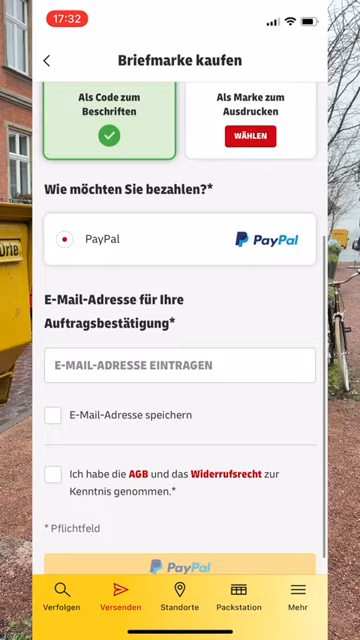 17:32
Briefmarke kaufen
Als Code zum
Beschriften
Als Marke zum
Ausdrucken
WÄHLEN
Wie möchten Sie bezahlen?*
PayPal
PayPal
E-Mail-Adresse für Ihre
Auftragsbestätigung*
E-MAIL-ADRESSE EINTRAGEN
E-Mail-Adresse speichern
Ich habe die AGB und das Widerrufsrecht zur
Kenntnis genommen.*
* Pflichtfeld
PayPal
Verfolgen
Versenden
Standorte
Packstation
Mehr